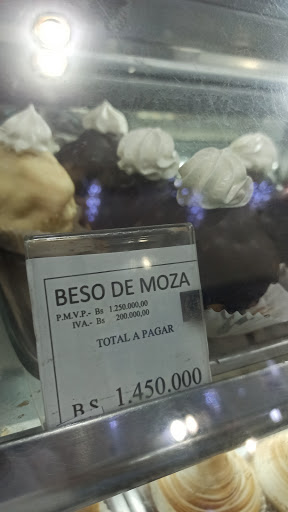 BESO DE MOZA
P.M.V.P.- Bs 1.250.000,00
IVA.- Bs 200.000,00
TOTAL A PAGAR
BS 1.450.000